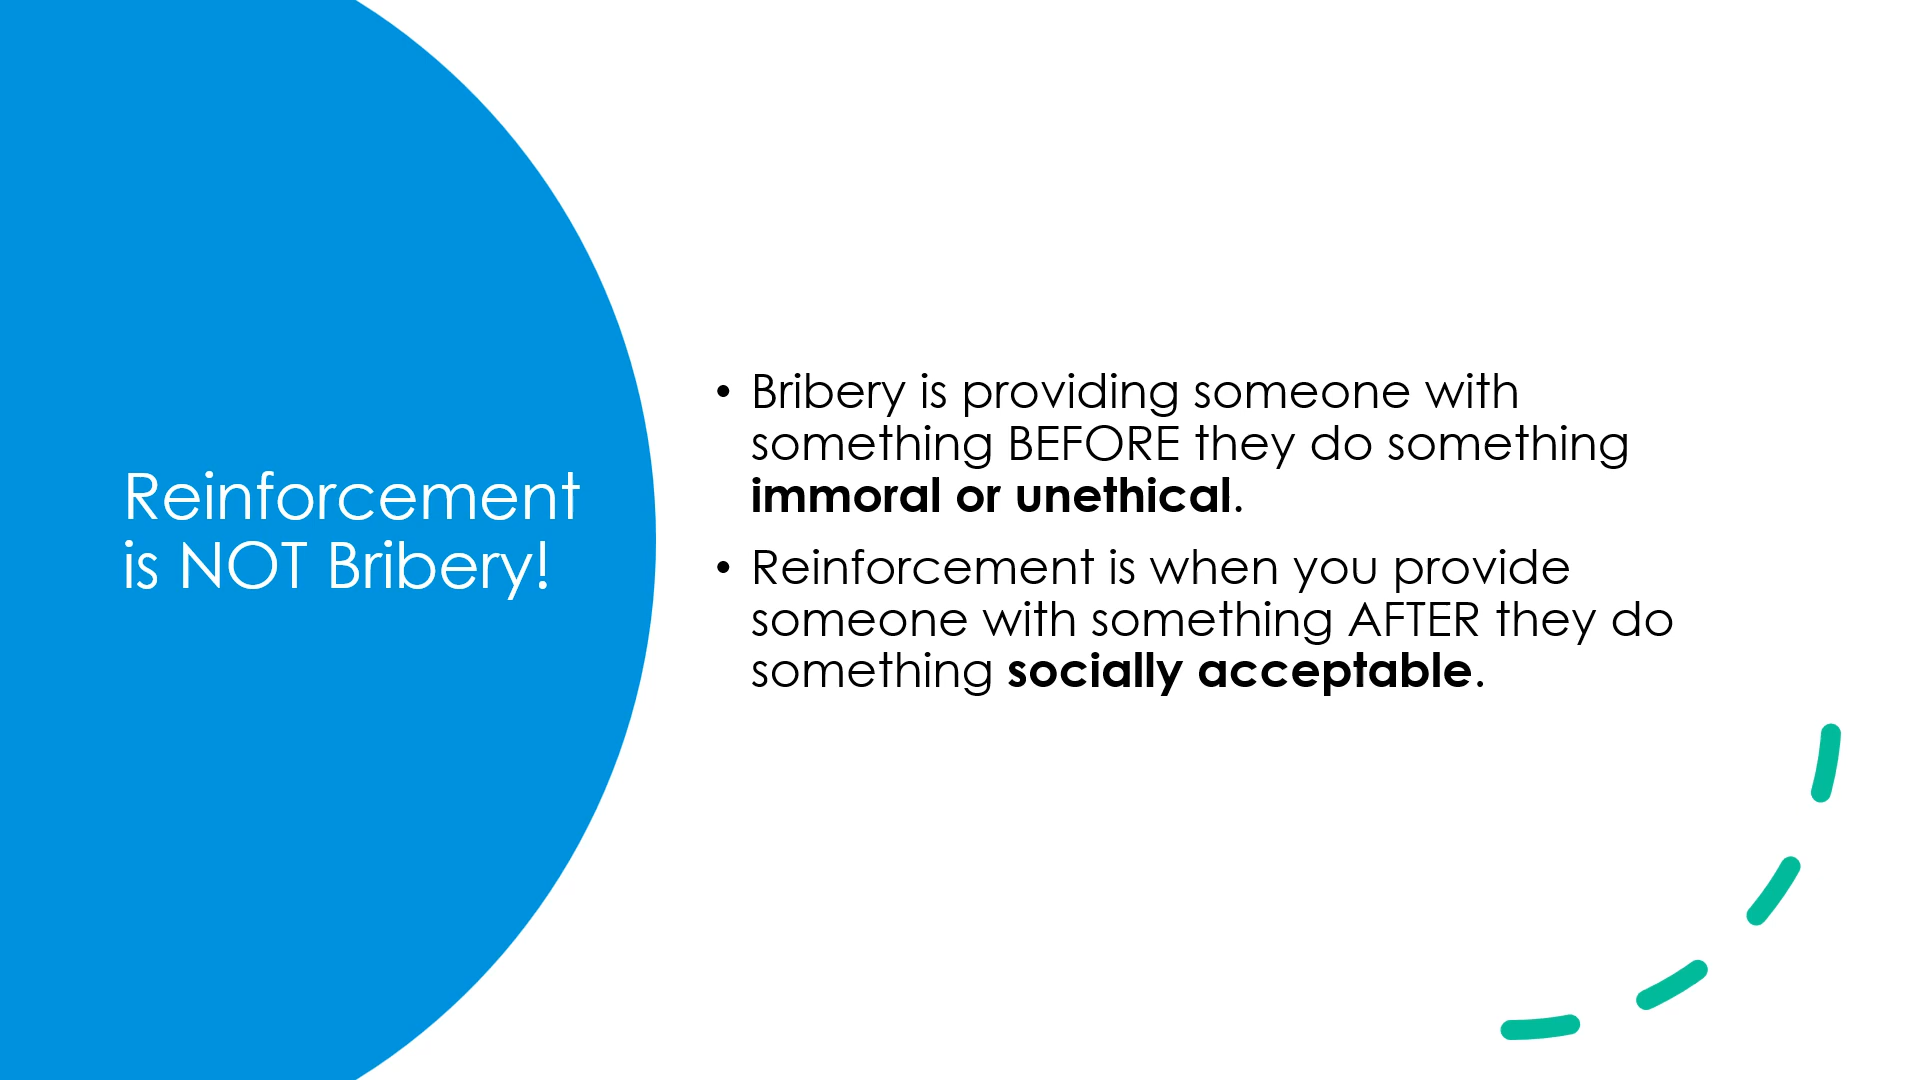 Reinforcement
is NOT Bribery!
• Bribery is providing someone with
something BEFORE they do something
immoral or unethical.
• Reinforcement is when you provide
someone with something AFTER they do
something socially acceptable.